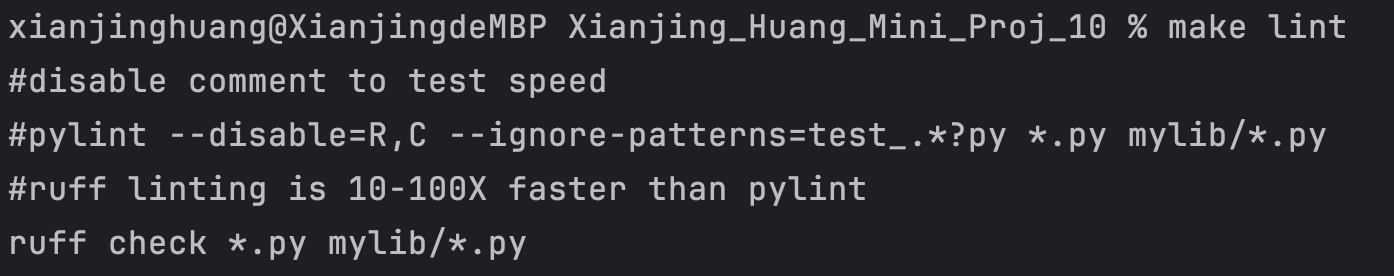 xianjinghuang@XianjingdeMBP Xianjing_Huang_Mini_Proj_10 % make lint
#disable comment to test speed
#pylint --disable=R,C --ignore-patterns=test_.*?py *.py mylib/*.py
#ruff linting is 10-100X faster than pylint
ruff check *.py mylib/*.py